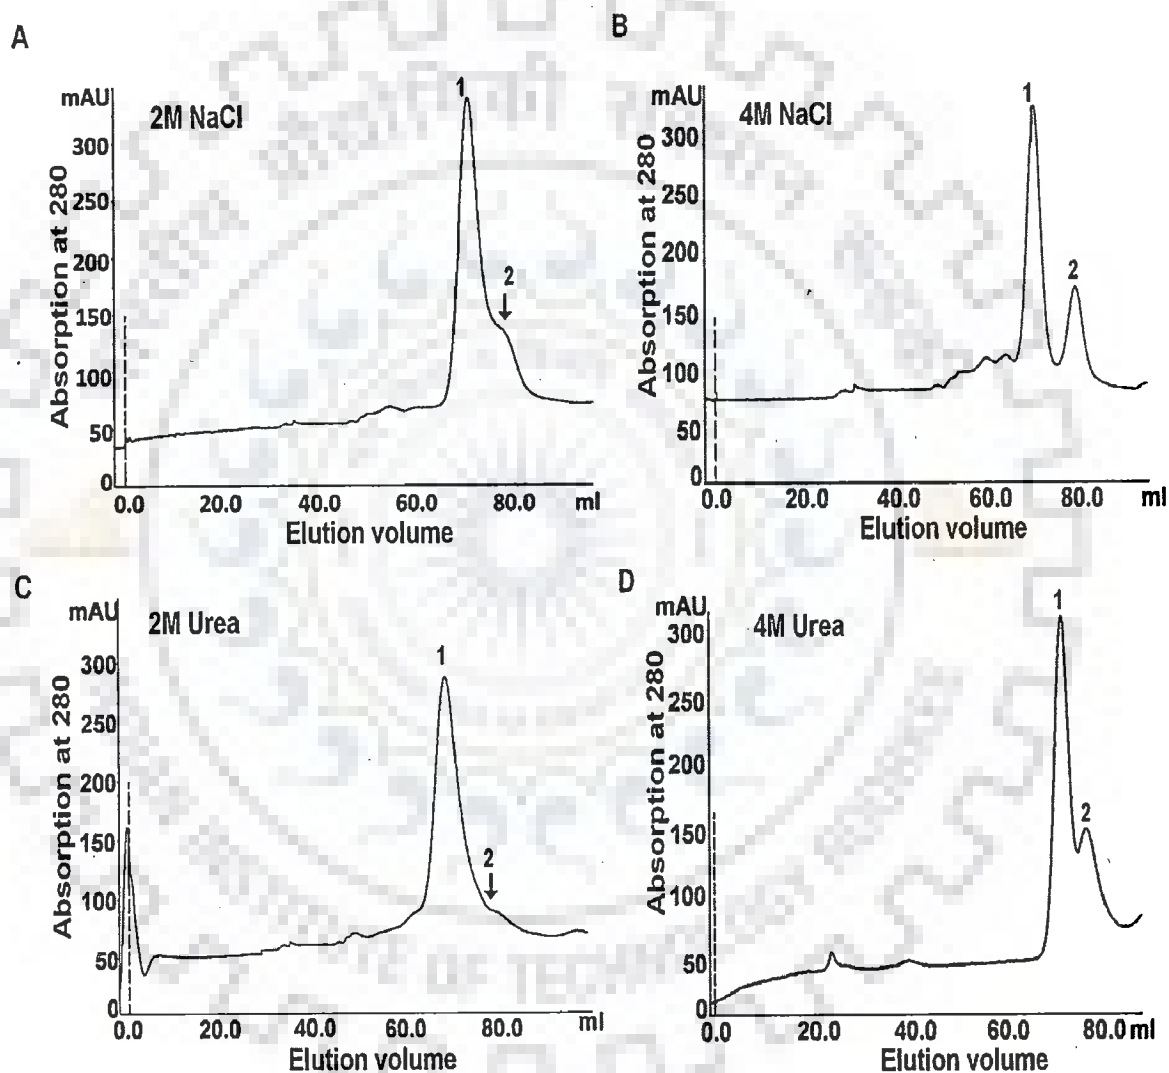 A
mAU
2M NaCl
1
2
300
250
200
150
100
50
0
Absorption at 280
0.0 20.0 40.0 60.0 80.0 ml
Elution volume
B
mAU
4M NaCl
1
2
300
250
200
150
100
50
0
Absorption at 280
0.0 20.0 40.0 60.0 80.0 ml
Elution volume
C
mAU
2M Urea
1
2
300
250
200
150
100
50
0
Absorption at 280
0.0 20.0 40.0 60.0 80.0 ml
Elution volume
D
mAU
4M Urea
1
2
300
250
200
150
100
50
0
Absorption at 280
0.0 20.0 40.0 60.0 80.0 ml
Elution volume